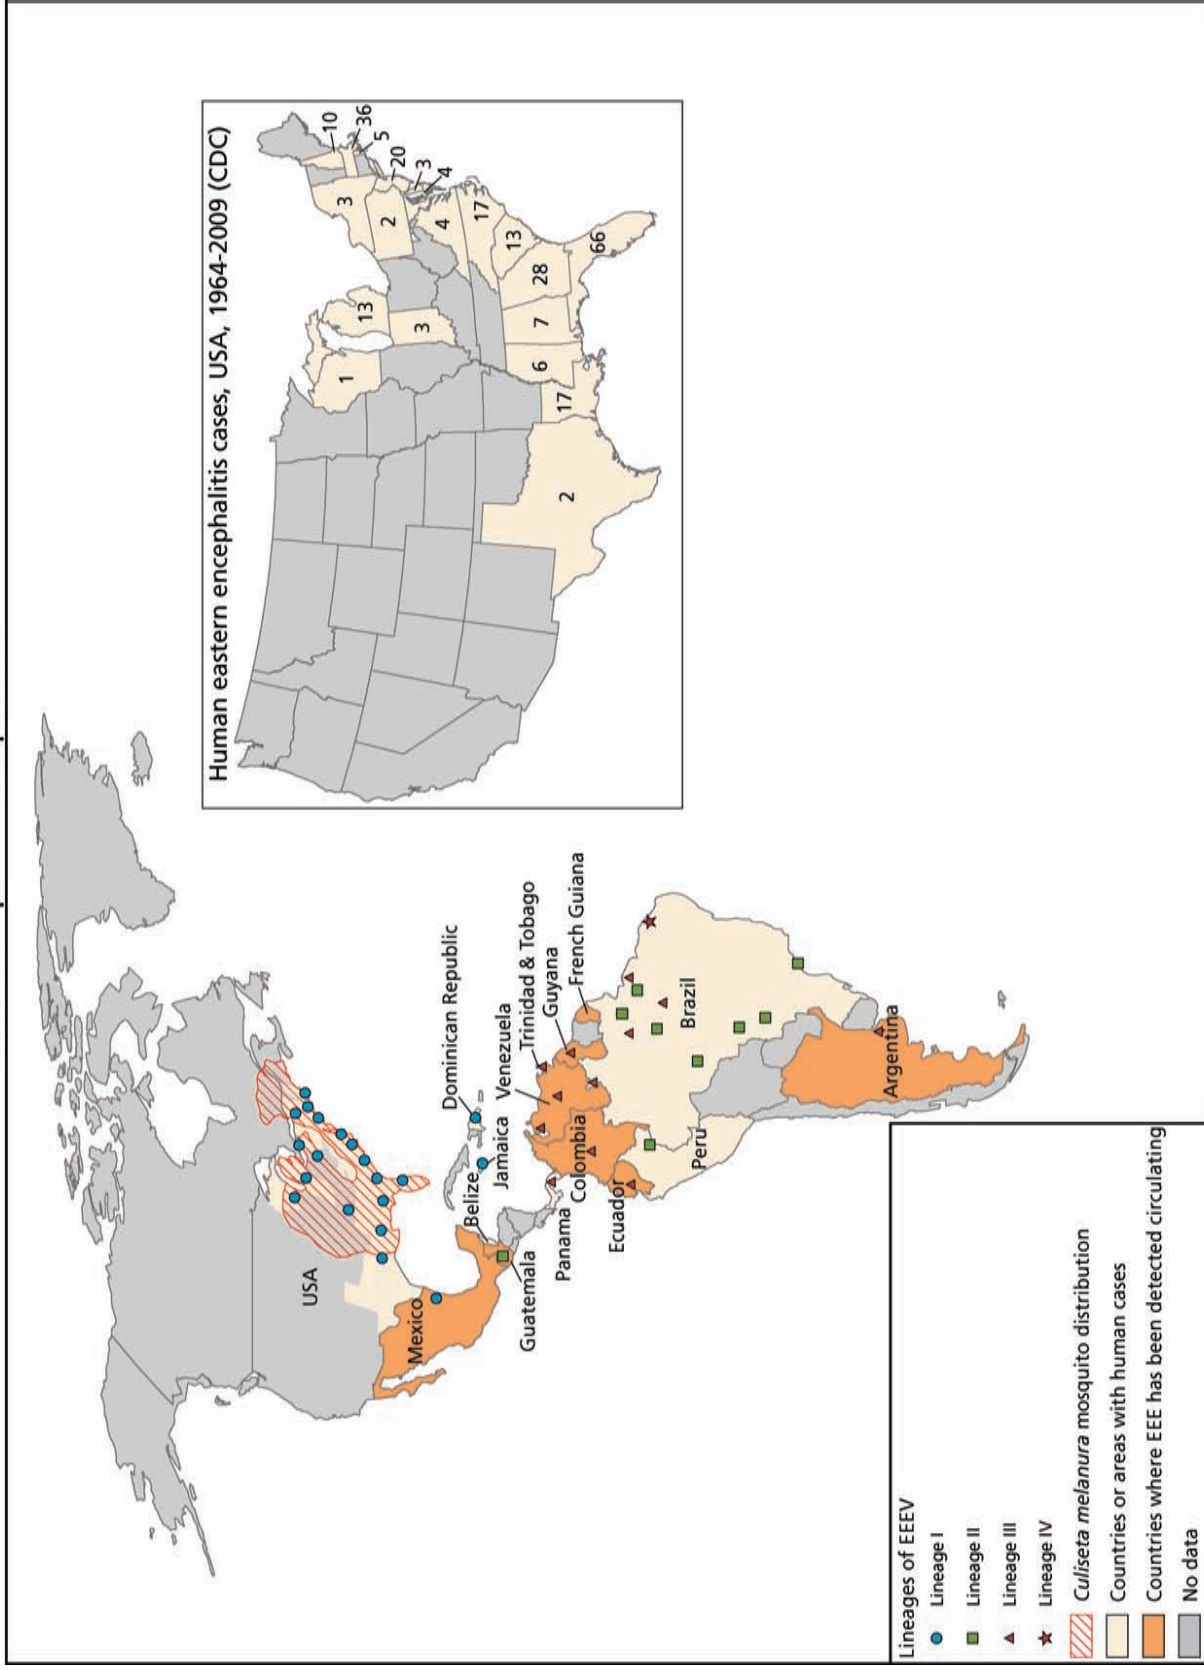 Human eastern encephalitis cases, USA, 1964-2009 (CDC)
10
36
5
20
3
4
3
2
4
17
13
28
66
13
3
1
7
6
17
2
USA
Mexico
Dominican Republic
Jamaica
Belize
Guatemala
Panama
Venezuela
Trinidad & Tobago
Guyana
French Guiana
Colombia
Ecuador
Peru
Brazil
Argentina
Lineages of EEEV
Lineage I
Lineage II
Lineage III
Lineage IV
Culiseta melanura mosquito distribution
Countries or areas with human cases
Countries where EEE has been detected circulating
No data